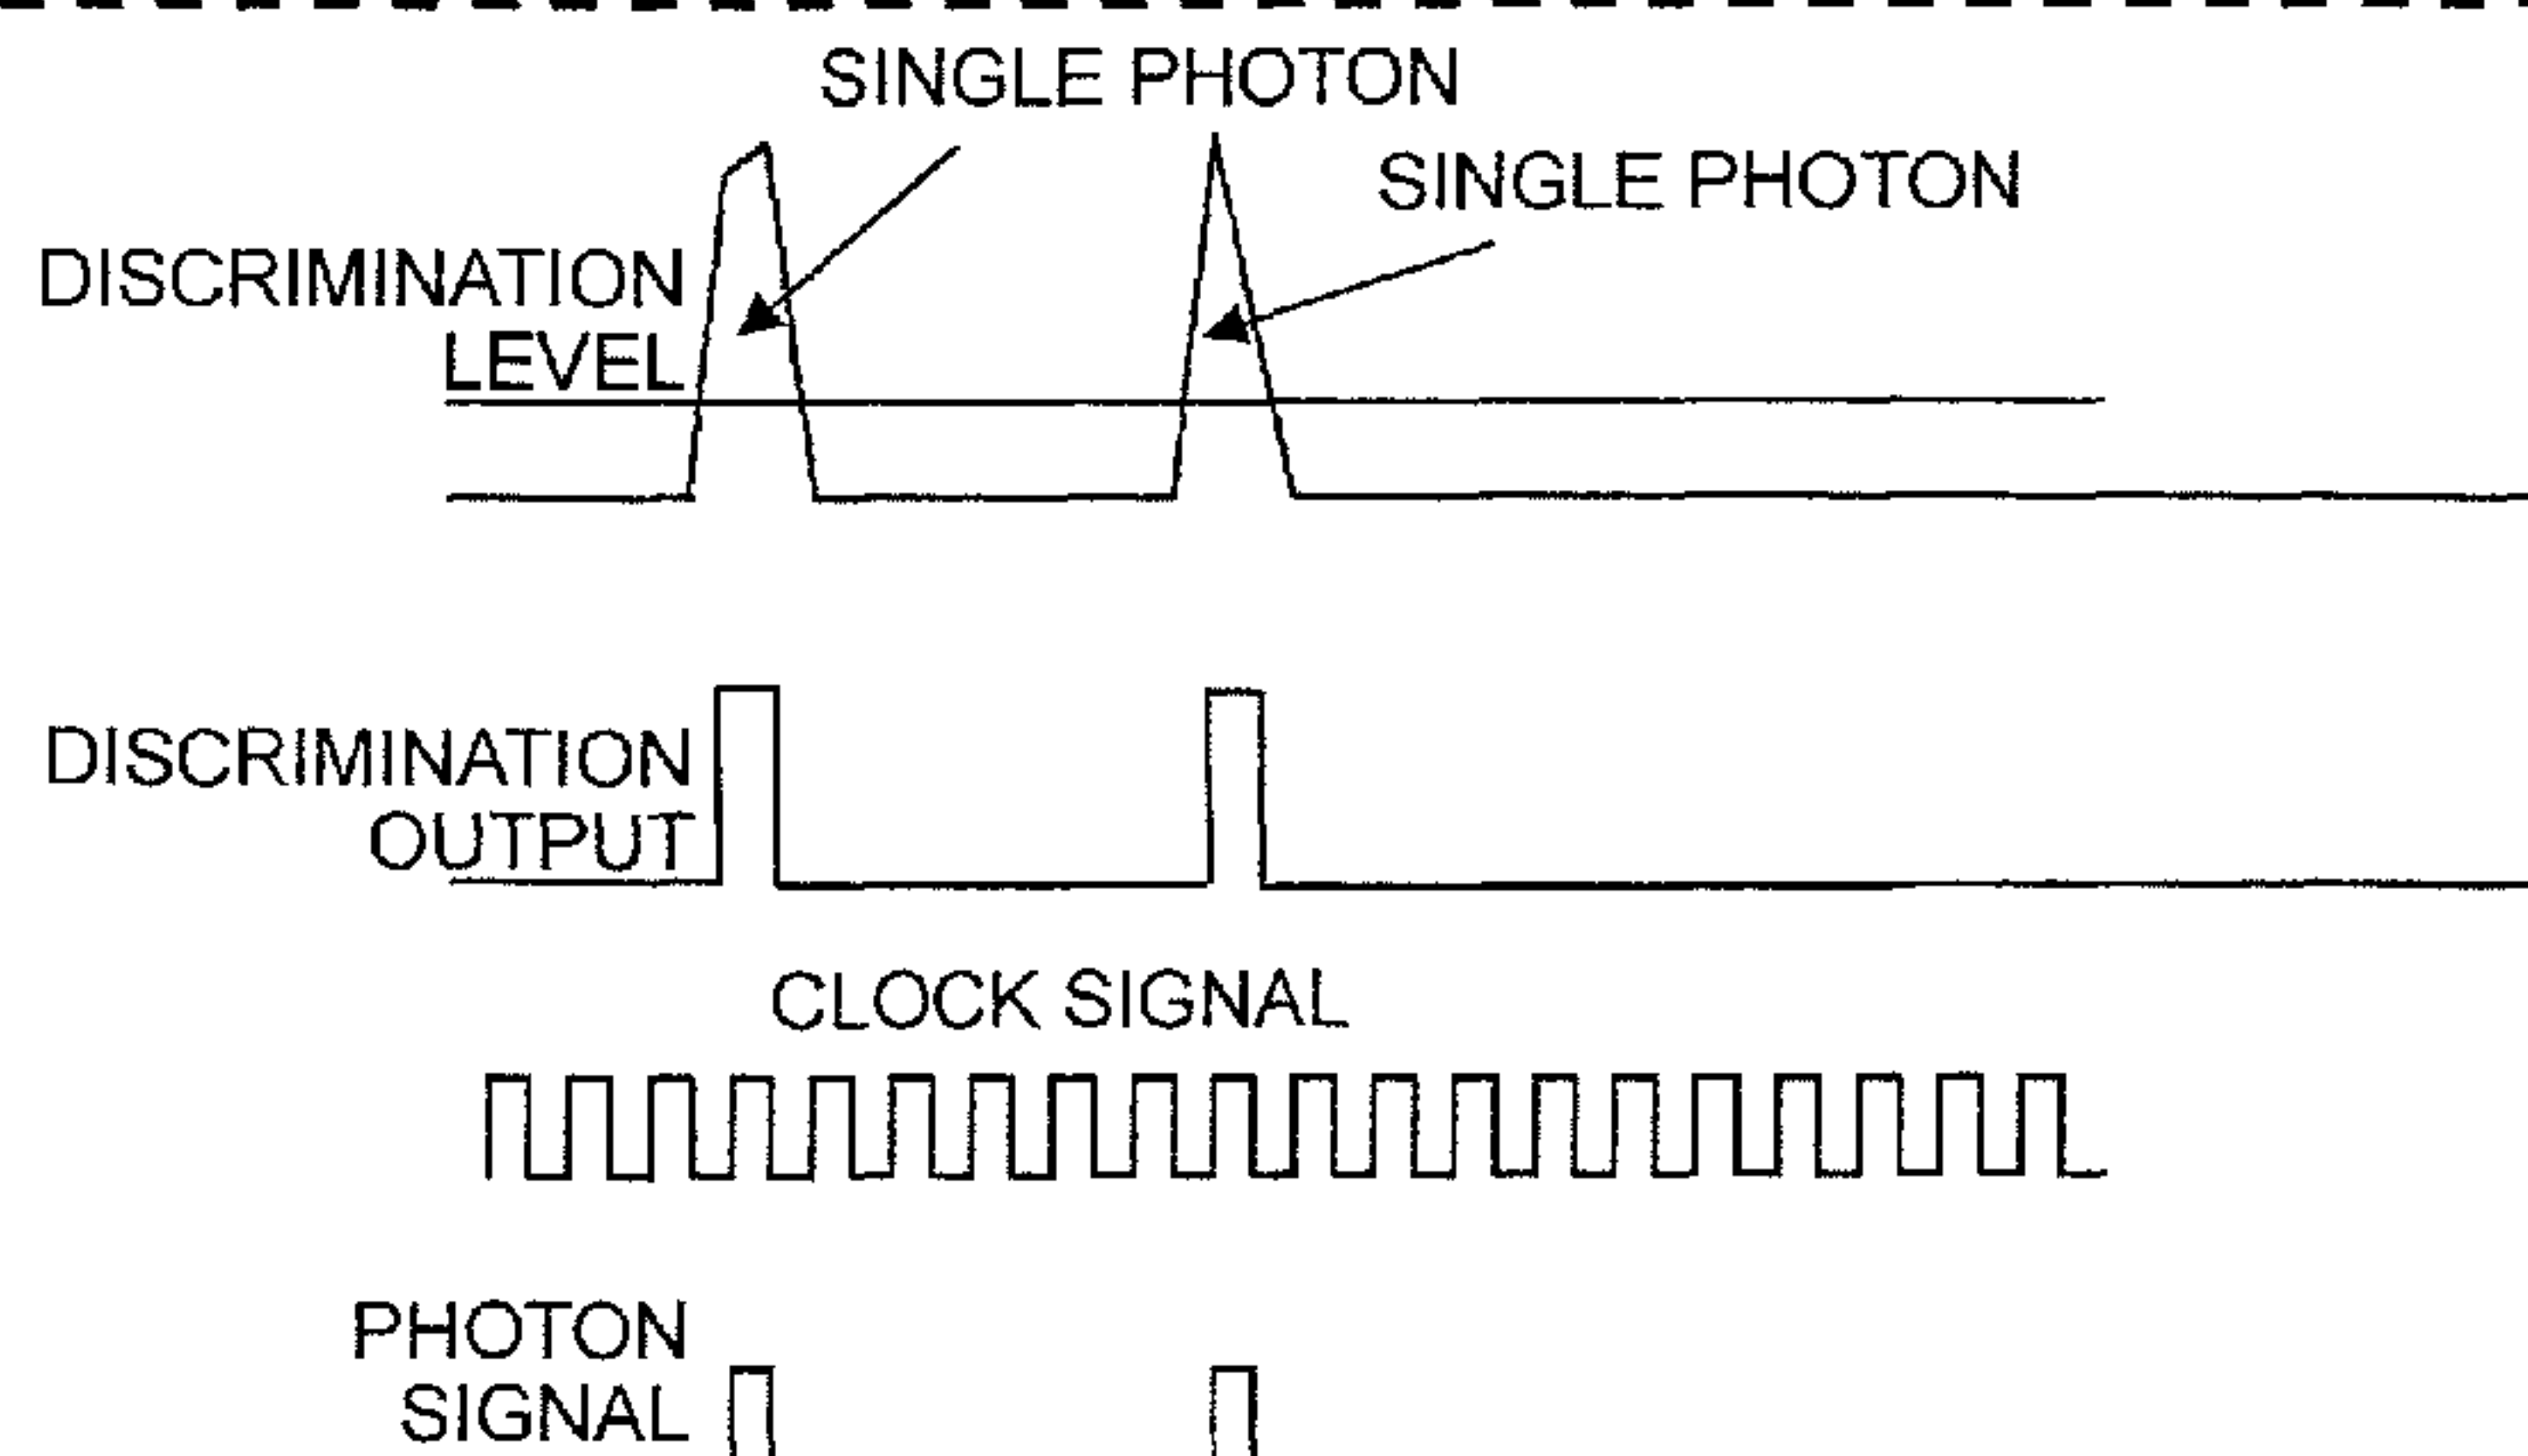 SINGLE PHOTON
SINGLE PHOTON
DISCRIMINATION
LEVEL
DISCRIMINATION
OUTPUT
CLOCK SIGNAL
PHOTON
SIGNAL